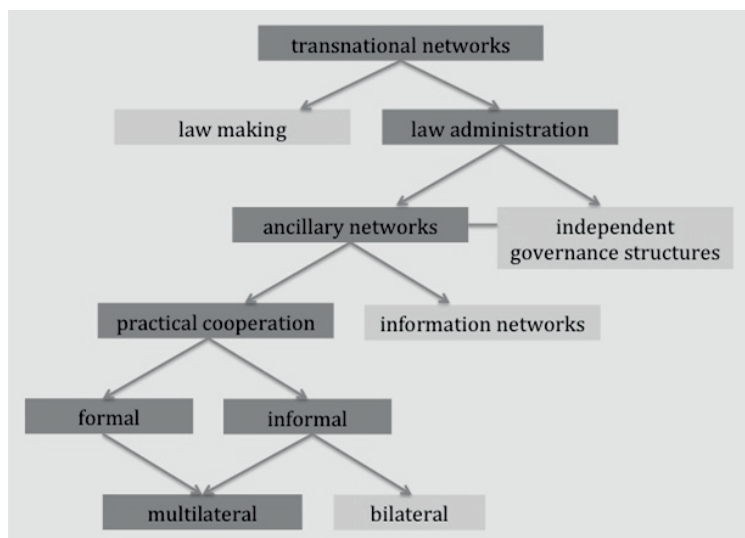 transnational networks
law making
law administration
ancillary networks
independent
governance structures
practical cooperation
information networks
formal
informal
multilateral
bilateral